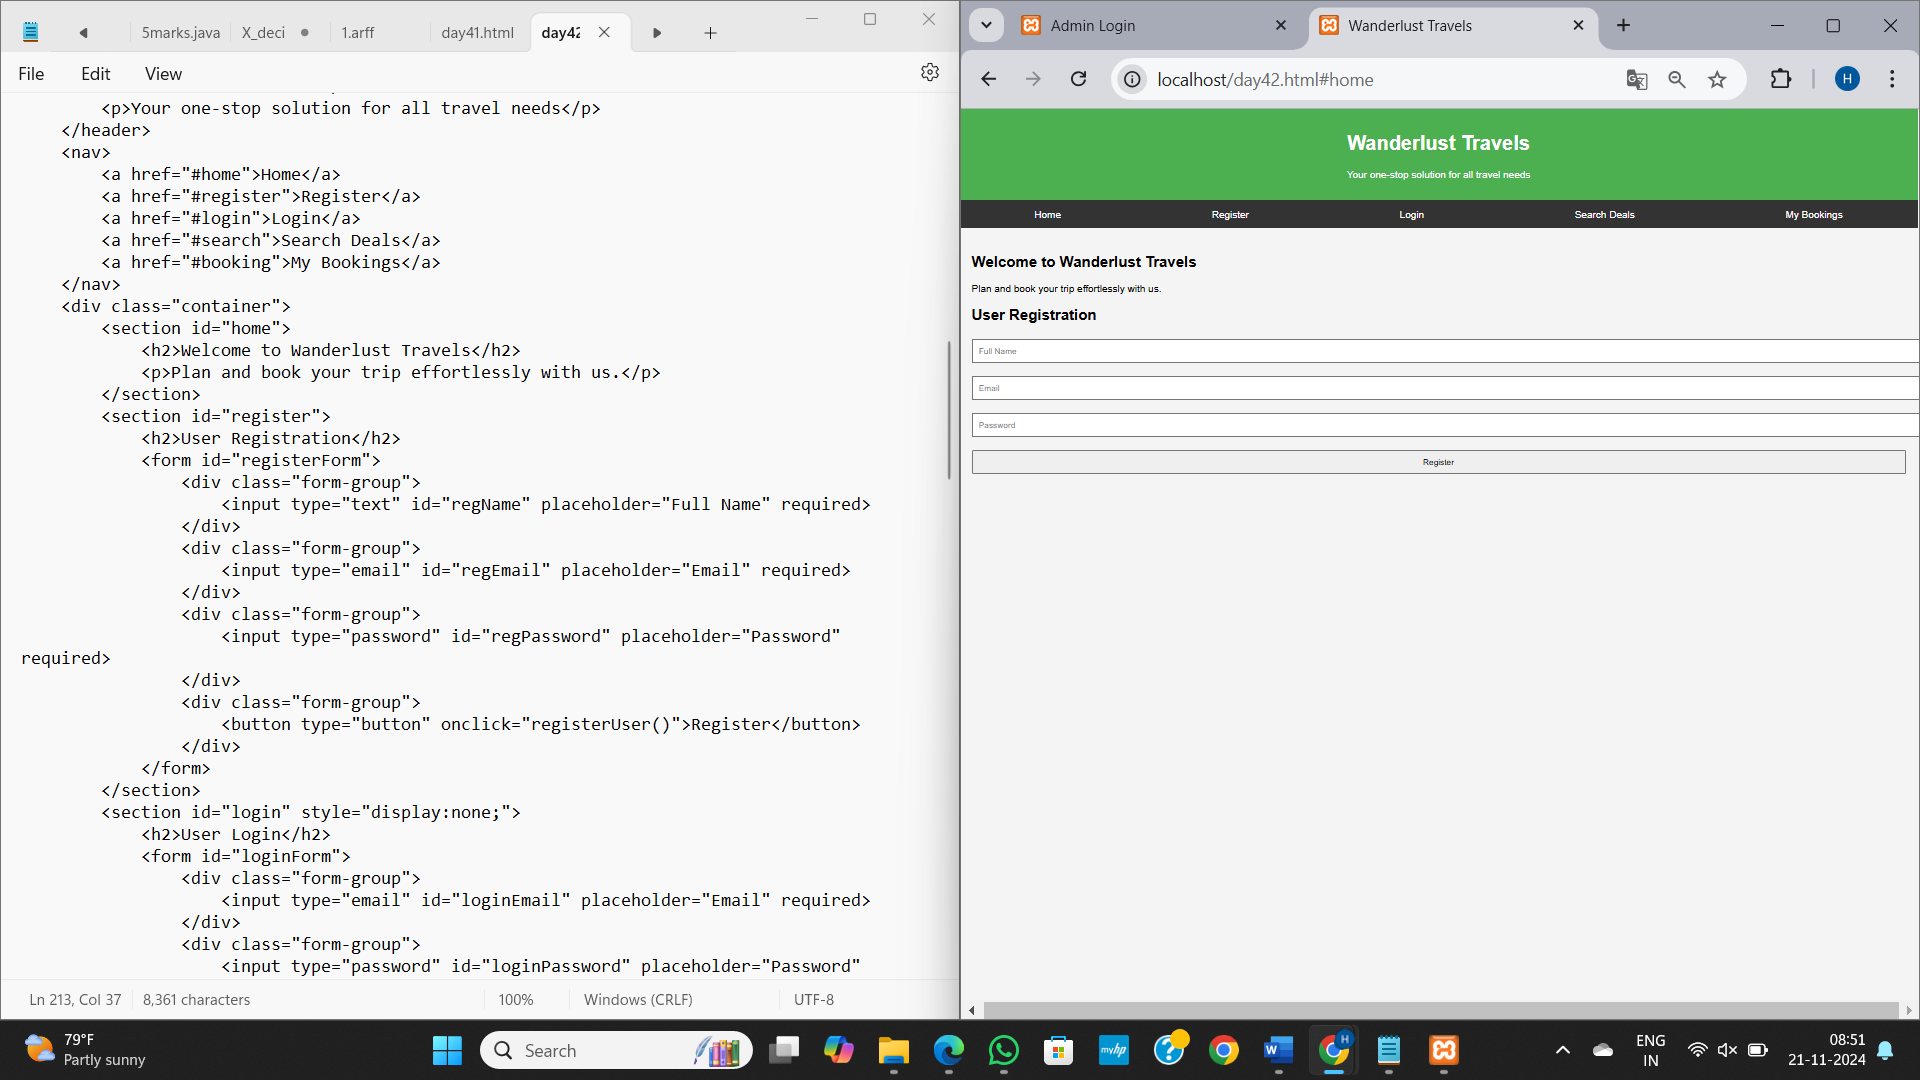 5marks.java
X_deci
1.arff
day41.html
day42
File
Edit
View
<p>Your one-stop solution for all travel needs</p>
</header>
<nav>
<a href="#home">Home</a>
<a href="#register">Register</a>
<a href="#login">Login</a>
<a href="#search">Search Deals</a>
<a href="#booking">My Bookings</a>
</nav>
<div class="container">
<section id="home">
<h2>Welcome to Wanderlust Travels</h2>
<p>Plan and book your trip effortlessly with us.</p>
</section>
<section id="register">
<h2>User Registration</h2>
<form id="registerForm">
<div class="form-group">
<input type="text" id="regName" placeholder="Full Name" required>
</div>
<div class="form-group">
<input type="email" id="regEmail" placeholder="Email" required>
</div>
<div class="form-group">
<input type="password" id="regPassword" placeholder="Password"
required>
</div>
<div class="form-group">
<button type="button" onclick="registerUser()">Register</button>
</div>
</form>
</section>
<section id="login" style="display:none;">
<h2>User Login</h2>
<form id="loginForm">
<div class="form-group">
<input type="email" id="loginEmail" placeholder="Email" required>
</div>
<div class="form-group">
<input type="password" id="loginPassword" placeholder="Password"
Ln 213, Col 37
8,361 characters
100%
Windows (CRLF)
UTF-8
Admin Login
Wanderlust Travels
localhost/day42.html#home
H
Wanderlust Travels
Your one-stop solution for all travel needs
Home
Register
Login
Search Deals
My Bookings
Welcome to Wanderlust Travels
Plan and book your trip effortlessly with us.
User Registration
Full Name
Email
Password
Register
79°F
Partly sunny
Search
myhp
H
ENG
IN
08:51
21-11-2024